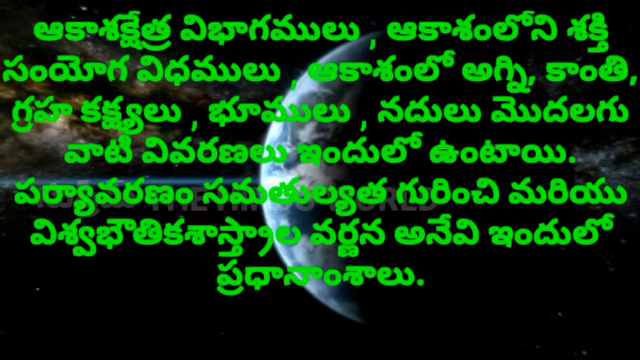 ఆకాశక్షేత్ర విభాగములు , ఆకాశంలోని శక్తి
సంయోగ విధములు , ఆకాశంలో అగ్ని, కాంతి,
గ్రహ కక్ష్యలు , భూములు , నదులు మొదలగు
వాటి వివరణలు ఇందులో ఉంటాయి.
పర్యావరణం సమతుల్యత గురించి మరియు
విశ్వభౌతికశాస్త్రాల వర్ణన అనేవి ఇందులో
ప్రధానాంశాలు.